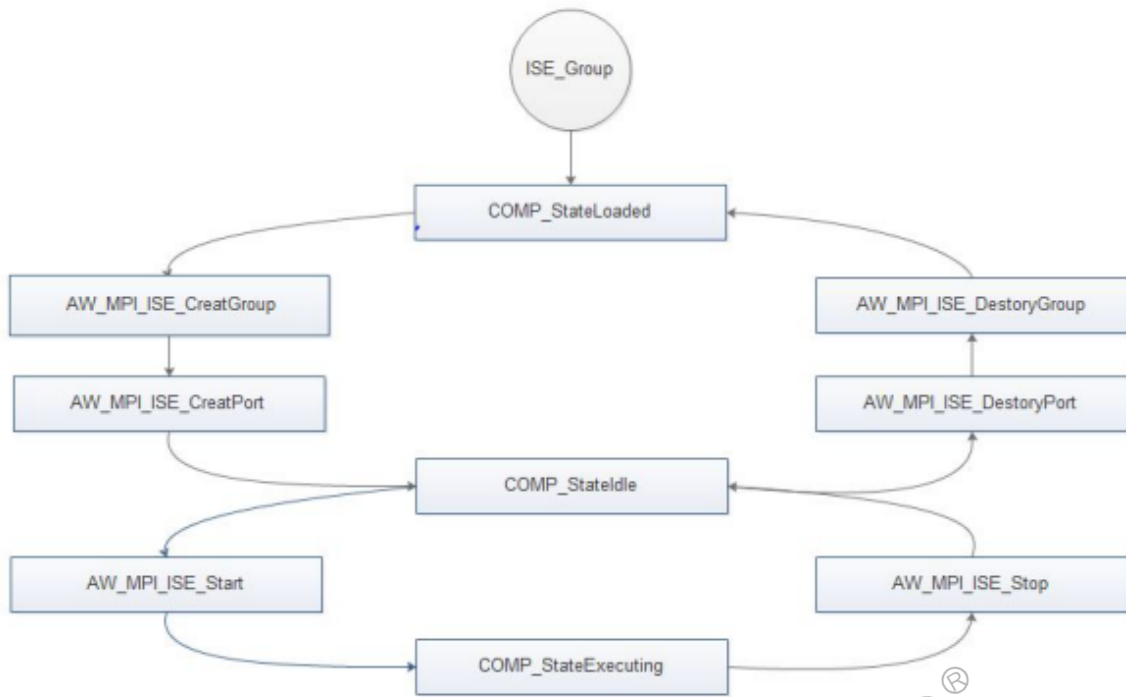 ISE_Group
COMP_StateLoaded
AW_MPI_ISE_CreatGroup
AW_MPI_ISE_DestoryGroup
AW_MPI_ISE_CreatPort
AW_MPI_ISE_DestoryPort
COMP_StateIdle
AW_MPI_ISE_Start
AW_MPI_ISE_Stop
COMP_StateExecuting
®